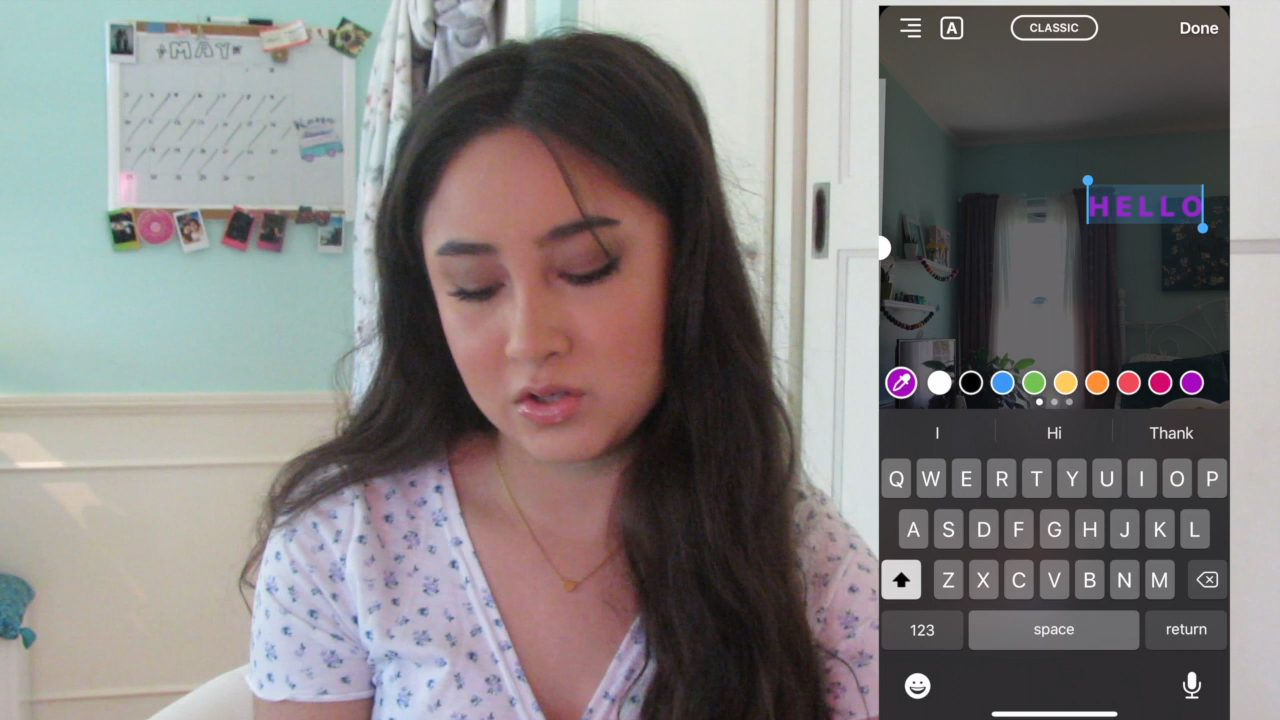 MAY
A CLASSIC Done
HELLO
I Hi Thank
Q W E R T Y U I O P
A S D F G H J K L
Z X C V B N M
123 space return